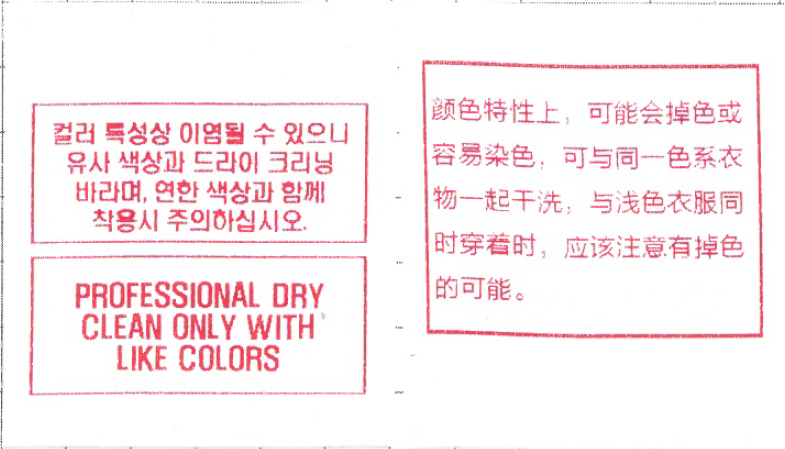 컬러 특성상 이염될 수 있으니
유사 색상과 드라이 크리닝
바라며, 연한 색상과 함께
착용시 주의하십시오.
PROFESSIONAL DRY
CLEAN ONLY WITH
LIKE COLORS
颜色特性上，可能会掉色或
容易染色，可与同一色系衣
物一起干洗，与浅色衣服同
时穿着时，应该注意有掉色
的可能。